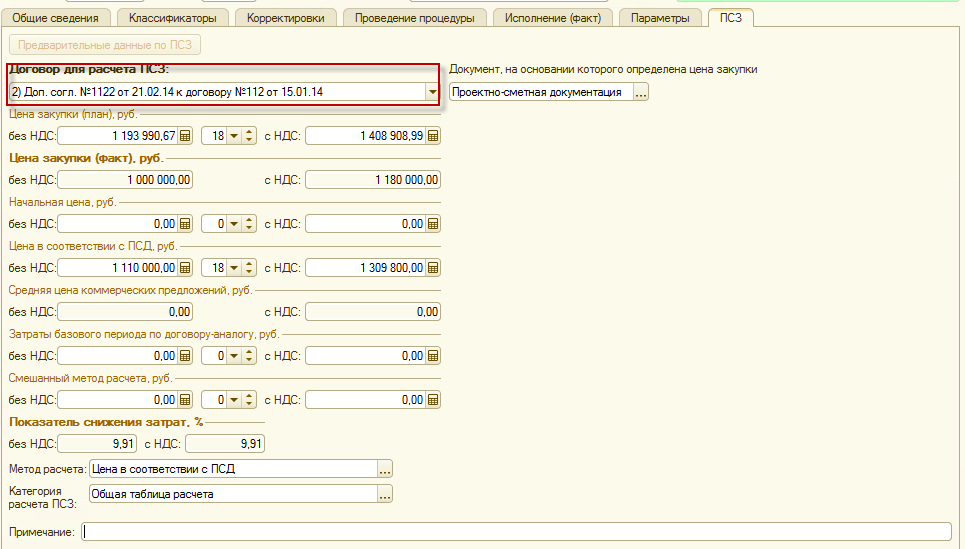 Общие сведения Классификаторы Корректировки Проведение процедуры Исполнение (факт) Параметры ПСЗ
Предварительные данные по ПСЗ
Договор для расчета ПСЗ: Документ, на основании которого определена цена закупки
2) Доп. согл. №1122 от 21.02.14 к договору №112 от 15.01.14 Проектно-сметная документация ...
Цена закупки (план), руб.
без НДС: 1 193 990,67 18 с НДС: 1 408 908,99
Цена закупки (факт), руб.
без НДС: 1 000 000,00 с НДС: 1 180 000,00
Начальная цена, руб.
без НДС: 0,00 0 с НДС: 0,00
Цена в соответствии с ПСД, руб.
без НДС: 1 110 000,00 18 с НДС: 1 309 800,00
Средняя цена коммерческих предложений, руб.
без НДС: 0,00 с НДС: 0,00
Затраты базового периода по договору-аналогу, руб.
без НДС: 0,00 0 с НДС: 0,00
Смешанный метод расчета, руб.
без НДС: 0,00 0 с НДС: 0,00
Показатель снижения затрат, %
без НДС: 9,91 с НДС: 9,91
Метод расчета: Цена в соответствии с ПСД ...
Категория
расчета ПСЗ: Общая таблица расчета ...
Примечание: